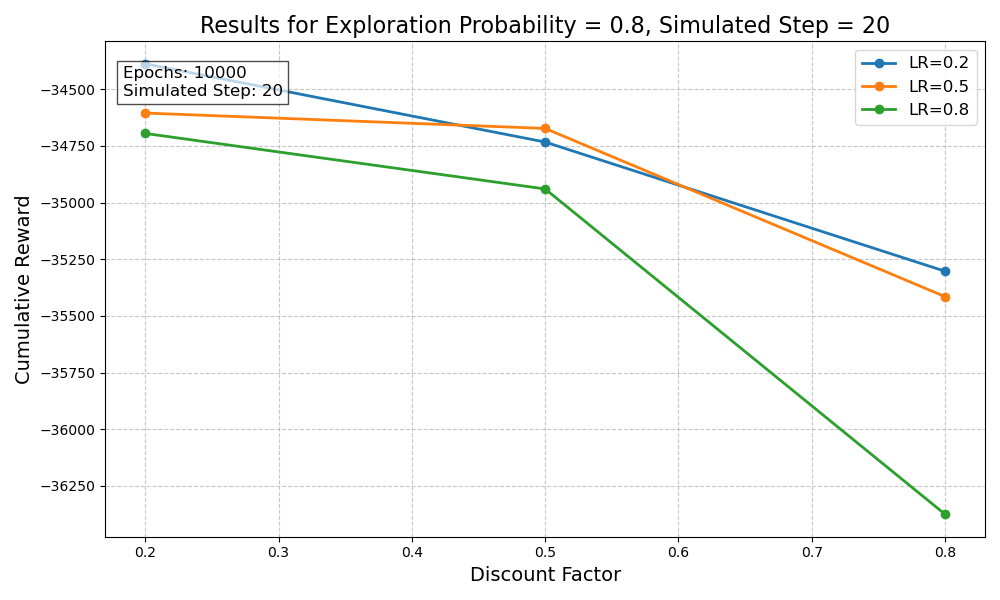 Results for Exploration Probability = 0.8, Simulated Step = 20
Epochs: 10000
Simulated Step: 20
LR=0.2
LR=0.5
LR=0.8
Cumulative Reward
−34500
−34750
−35000
−35250
−35500
−35750
−36000
−36250
0.2
0.3
0.4
0.5
0.6
0.7
0.8
Discount Factor